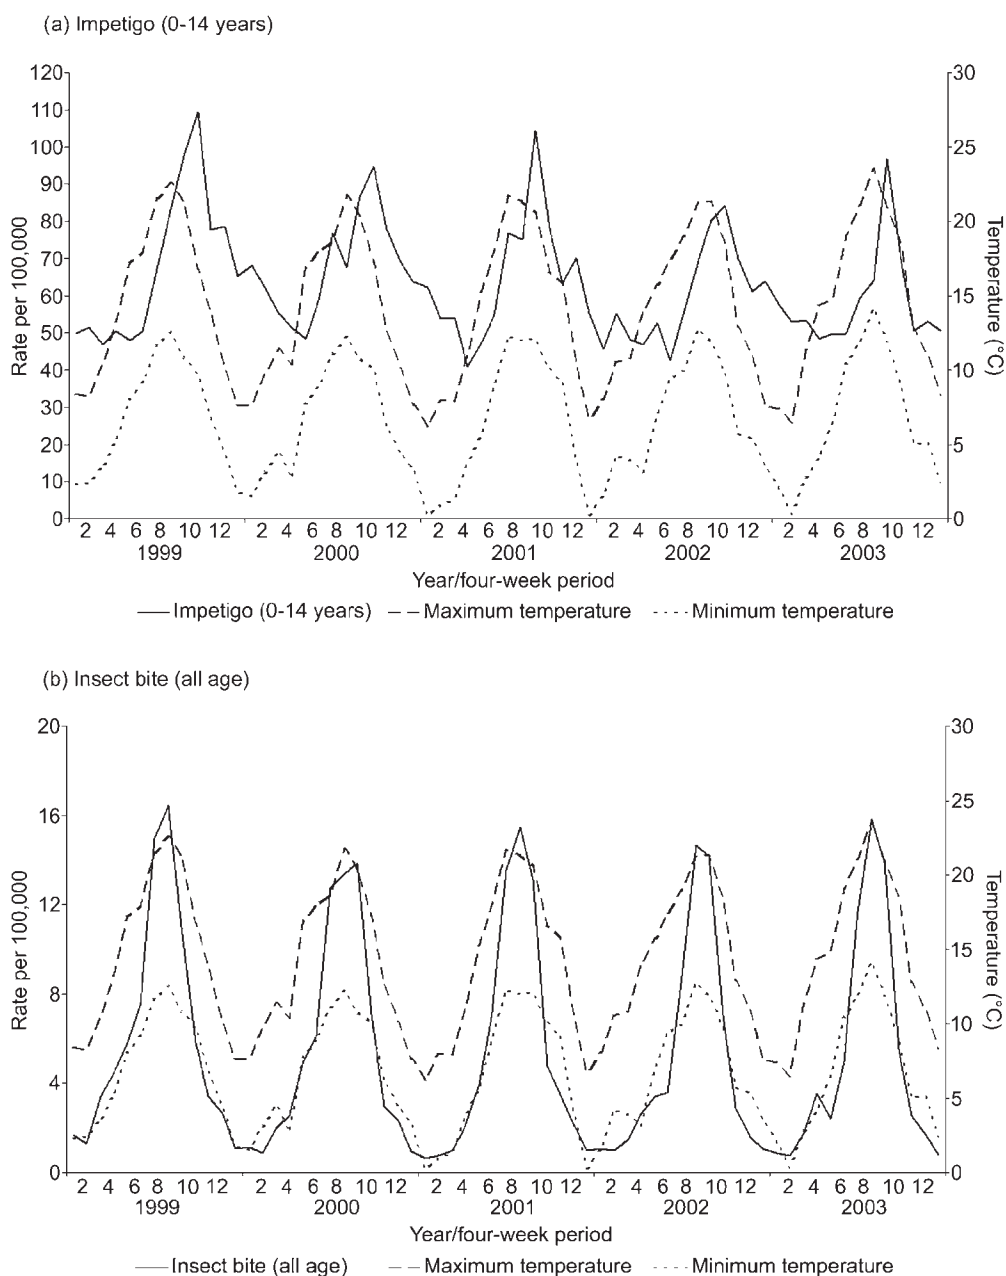 (a) Impetigo (0-14 years)
120
110
100
90
80
70
60
50
40
30
20
10
0
Rate per 100,000
30
25
20
15
10
5
0
Temperature (°C)
2 4 6 8 10 12 2 4 6 8 10 12 2 4 6 8 10 12 2 4 6 8 10 12 2 4 6 8 10 12
1999 2000 2001 2002 2003
Year/four-week period
Impetigo (0-14 years) Maximum temperature Minimum temperature
(b) Insect bite (all age)
20
16
12
8
4
0
Rate per 100,000
30
25
20
15
10
5
0
Temperature (°C)
2 4 6 8 10 12 2 4 6 8 10 12 2 4 6 8 10 12 2 4 6 8 10 12 2 4 6 8 10 12
1999 2000 2001 2002 2003
Year/four-week period
Insect bite (all age) Maximum temperature Minimum temperature